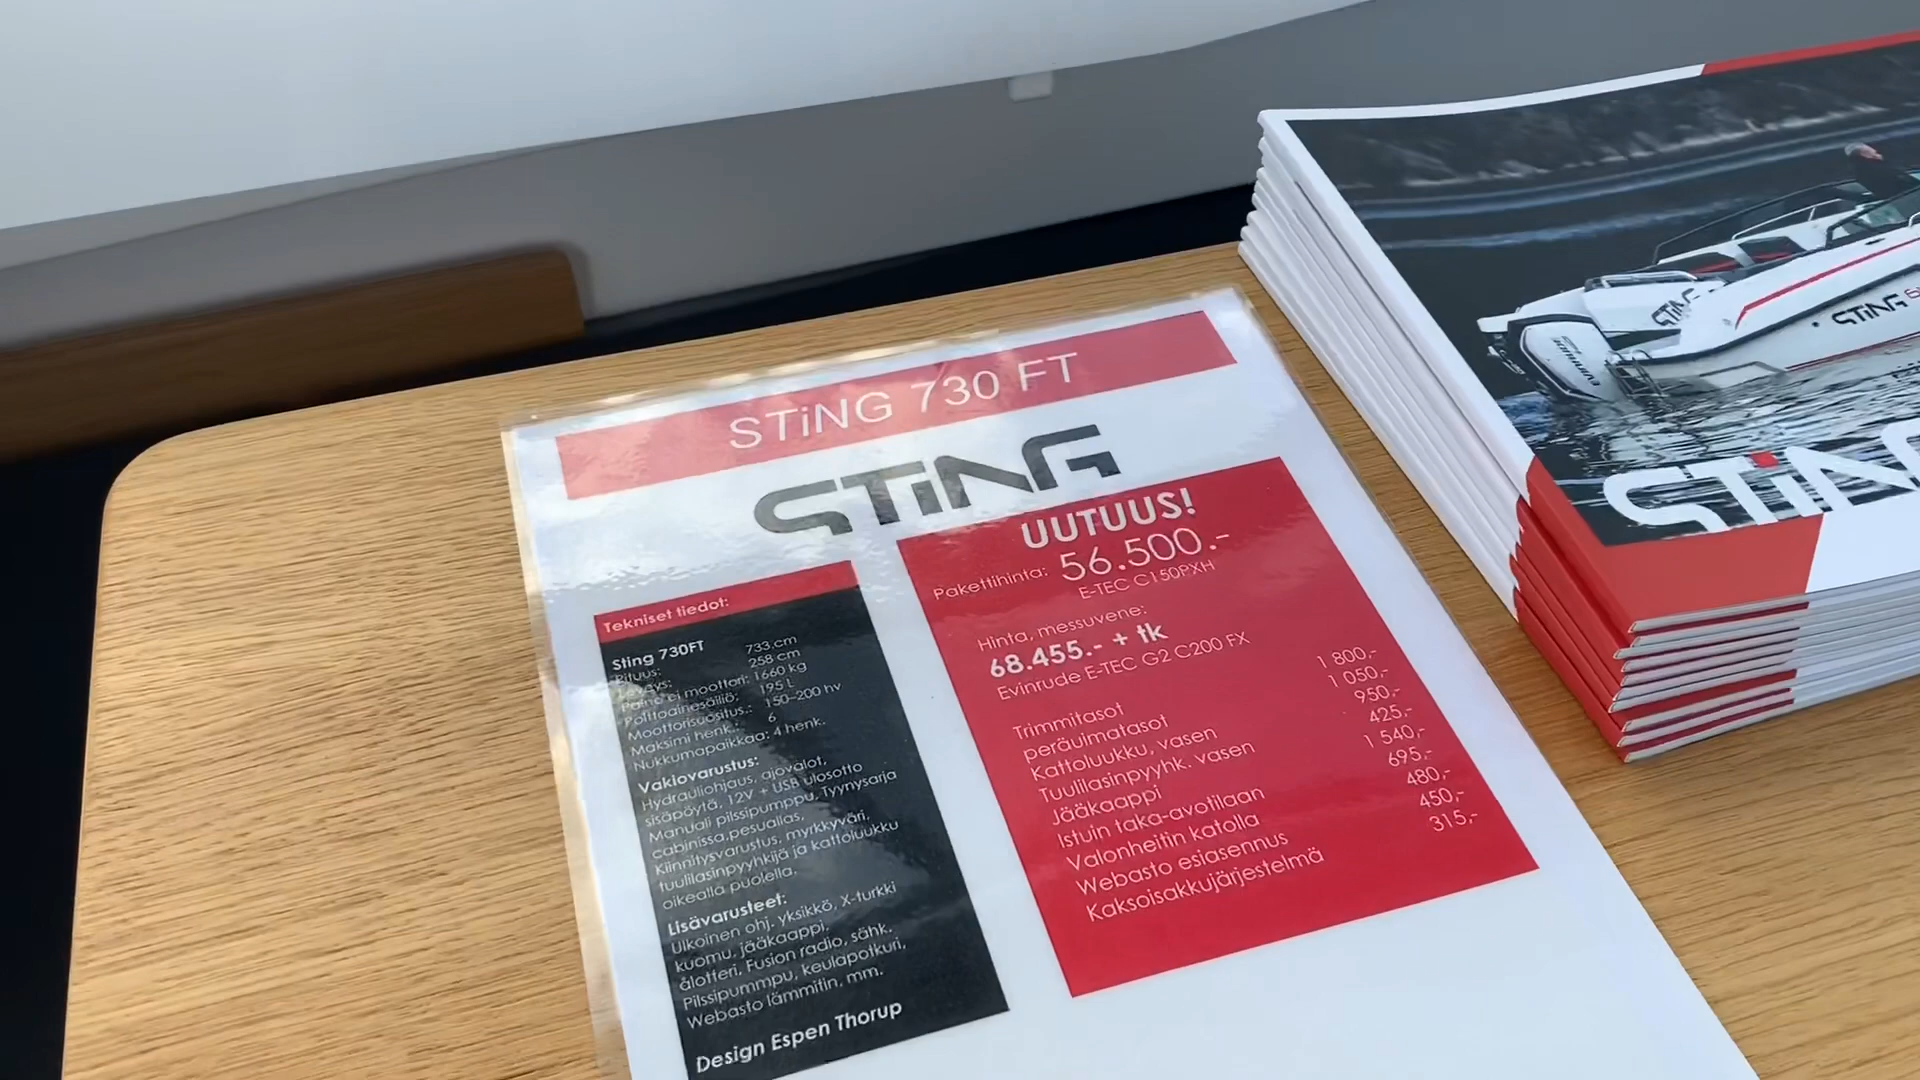 STiNG 730 FT
STiNG
Tekniset tiedot:
Sting 730FT
Pituus: 733 cm
Leveys: 258 cm
Paino ei moottori: 1660 kg
Polttoainesäiliö: 195 L
Moottorisuositus.: 150–200 hv
Maksimi henk.: 6
Nukkumapaikkaa: 4 henk.
Vakiovarustus:
Hydrauliohjaus, ajovalot,
sisäpöytä, 12V + USB ulosotto
Manuali pilssipumppu, Tyynysarja
cabinissa,pesuallas,
Kiinnitysvarustus, myrkkyväri,
tuulilasinpyyhkijä ja kattoluukku
oikealla puolella.
Lisävarusteet:
Ulkoinen ohj. yksikkö, X-turkki
kuomu, jääkaappi,
ålotteri, Fusion radio, sähk.
Pilssipummpu, keulapotkuri,
Webasto lämmitin, mm.
Design Espen Thorup
UUTUUS!
Pakettihinta: 56.500.-
E-TEC C150PXH
Hinta, messuvene:
68.455.- + tk
Evinrude E-TEC G2 C200 FX
Trimmitasot 1 800,-
peräuimatasot 1 050,-
Kattoluukku, vasen 950,-
Tuulilasinpyyhk. vasen 425,-
Jääkaappi 1 540,-
Istuin taka-avotilaan 695,-
Valonheitin katolla 480,-
Webasto esiasennus 450,-
Kaksoisakkujärjestelmä 315,-
STiNG
EVINRUDE
STiNG
STiNG